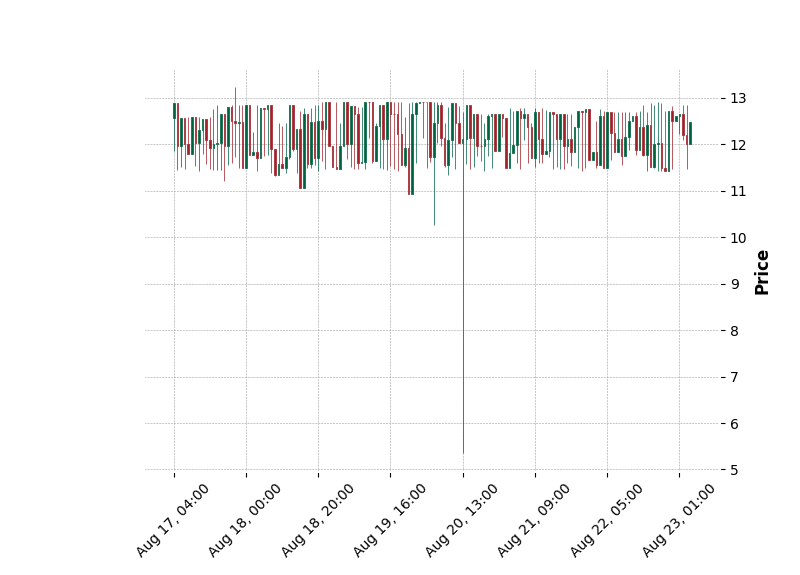 13
12
11
10
9
8
7
6
5
Price
Aug 17, 04:00
Aug 18, 00:00
Aug 18, 20:00
Aug 19, 16:00
Aug 20, 13:00
Aug 21, 09:00
Aug 22, 05:00
Aug 23, 01:00